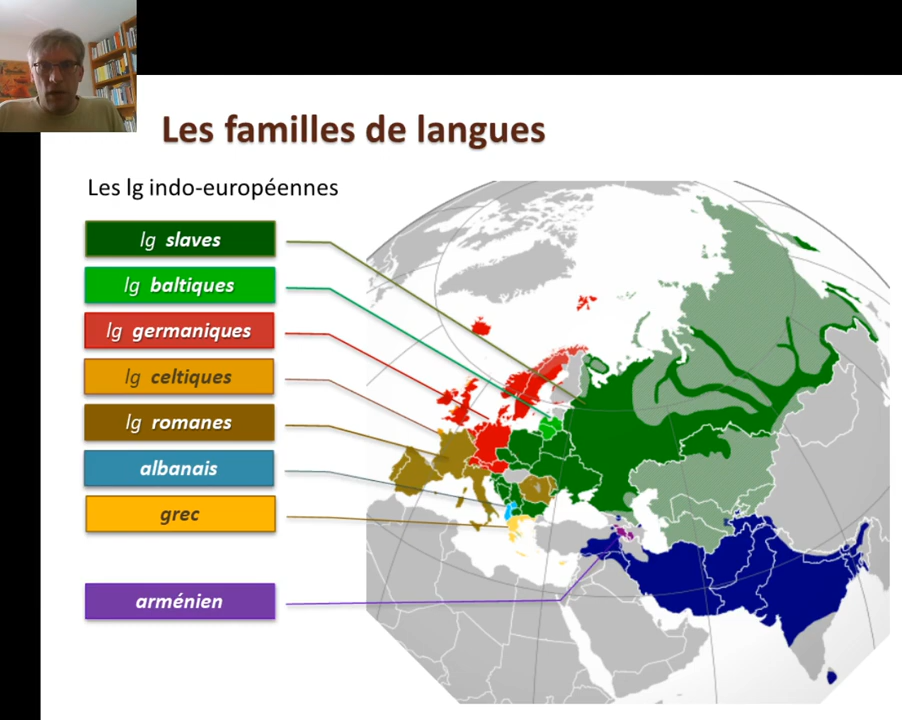 Les familles de langues
Les lg indo-européennes
lg slaves
lg baltiques
lg germaniques
lg celtiques
lg romanes
albanais
grec
arménien